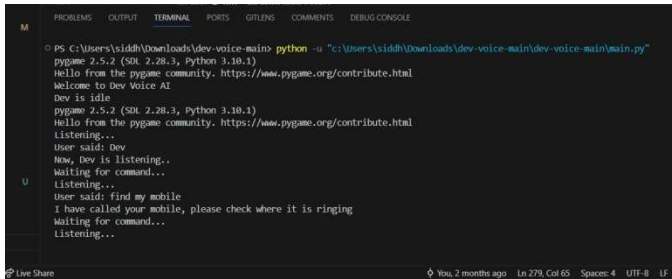 PROBLEMS OUTPUT TERMINAL PORTS GITLENS COMMENTS DEBUG CONSOLE
M
PS C:\Users\siddh\Downloads\dev-voice-main> python -u "c:\Users\siddh\Downloads\dev-voice-main\dev-voice-main\main.py"
pygame 2.5.2 (SDL 2.28.3, Python 3.10.1)
Hello from the pygame community. https://www.pygame.org/contribute.html
Welcome to Dev Voice AI
Dev is idle
pygame 2.5.2 (SDL 2.28.3, Python 3.10.1)
Hello from the pygame community. https://www.pygame.org/contribute.html
Listening...
User said: Dev
Now, Dev is listening..
Waiting for command...
U
Listening...
User said: find my mobile
I have called your mobile, please check where it is ringing
Waiting for command...
Listening...
Live Share You, 2 months ago Ln 279, Col 65 Spaces: 4 UTF-8 LF